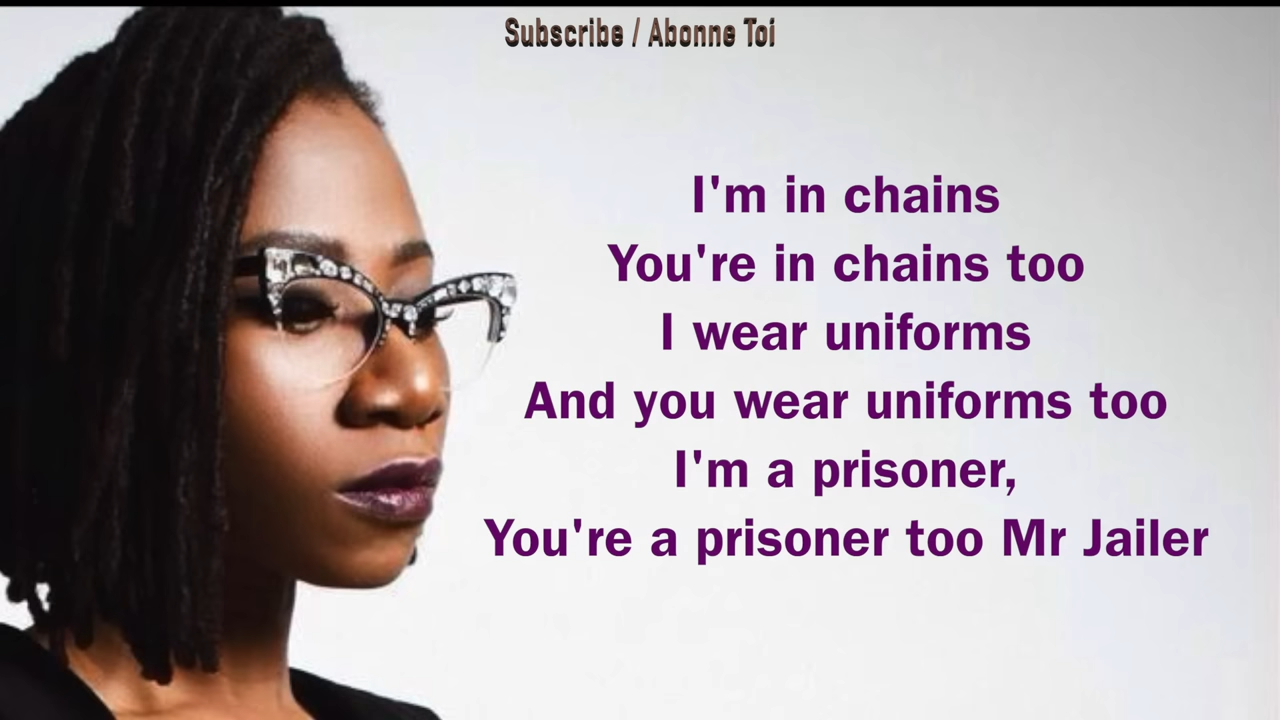 Subscribe / Abonne Toi
I'm in chains
You're in chains too
I wear uniforms
And you wear uniforms too
I'm a prisoner,
You're a prisoner too Mr Jailer